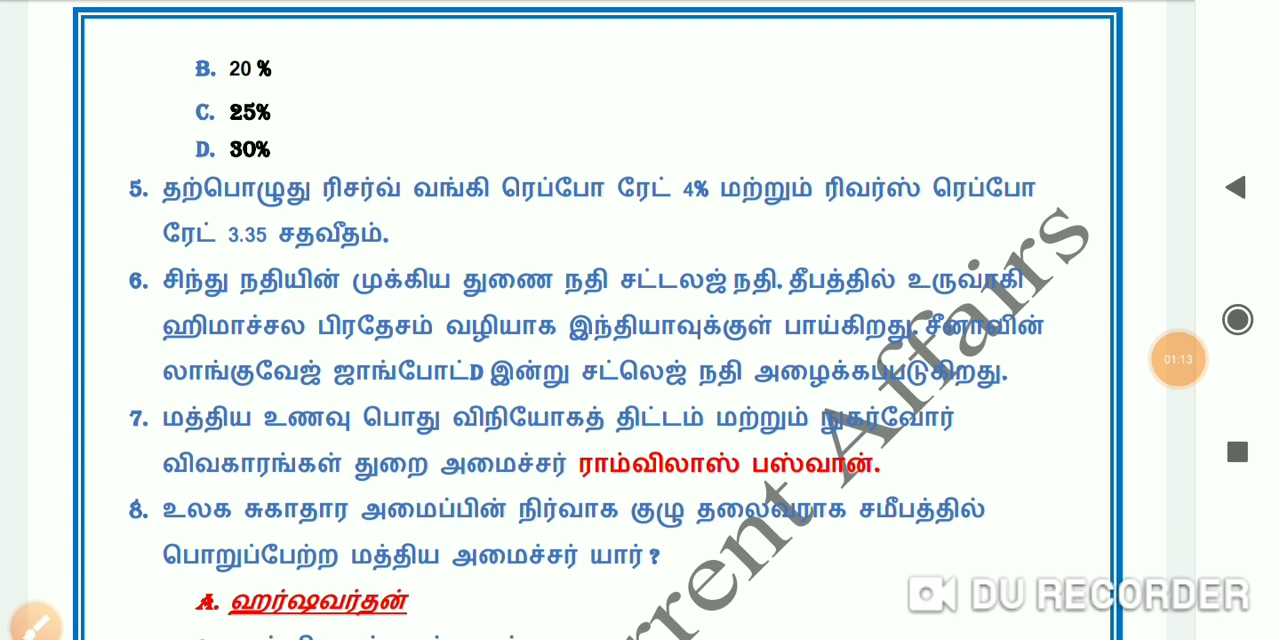 B. 20 %
C. 25%
D. 30%
5. தற்பொழுது ரிசர்வ் வங்கி ரெப்போ ரேட் 4% மற்றும் ரிவர்ஸ் ரெப்போ
ரேட் 3.35 சதவீதம்.
6. சிந்து நதியின் முக்கிய துணை நதி சட்டலஜ் நதி. தீபத்தில் உருவாகி
ஹிமாச்சல பிரதேசம் வழியாக இந்தியாவுக்குள் பாய்கிறது. சீனாவின்
லாங்குவேஜ் ஜாங்போட்D இன்று சட்லெஜ் நதி அழைக்கபபடுகிறது.
7. மத்திய உணவு பொது விநியோகத் திட்டம் மற்றும் நுகர்வோர்
விவகாரங்கள் துறை அமைச்சர் ராம்விலாஸ் பஸ்வான்.
8. உலக சுகாதார அமைப்பின் நிர்வாக குழு தலைவராக சமீபத்தில்
பொறுப்பேற்ற மத்திய அமைச்சர் யார் ?
A. ஹர்ஷவர்தன்
rrent Affairs
01:13
DU RECORDER